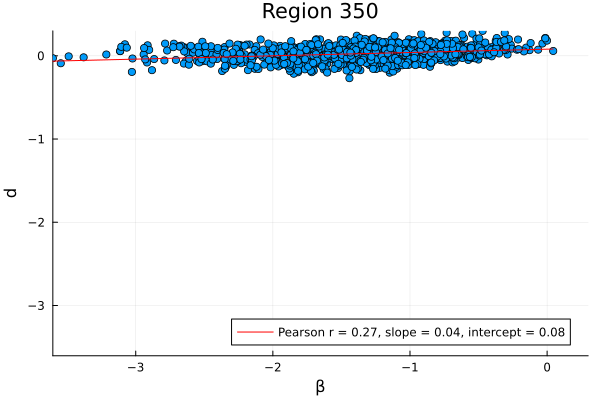 Region 350
0
−1
−2
−3
d
Pearson r = 0.27, slope = 0.04, intercept = 0.08
−3
−2
−1
0
β